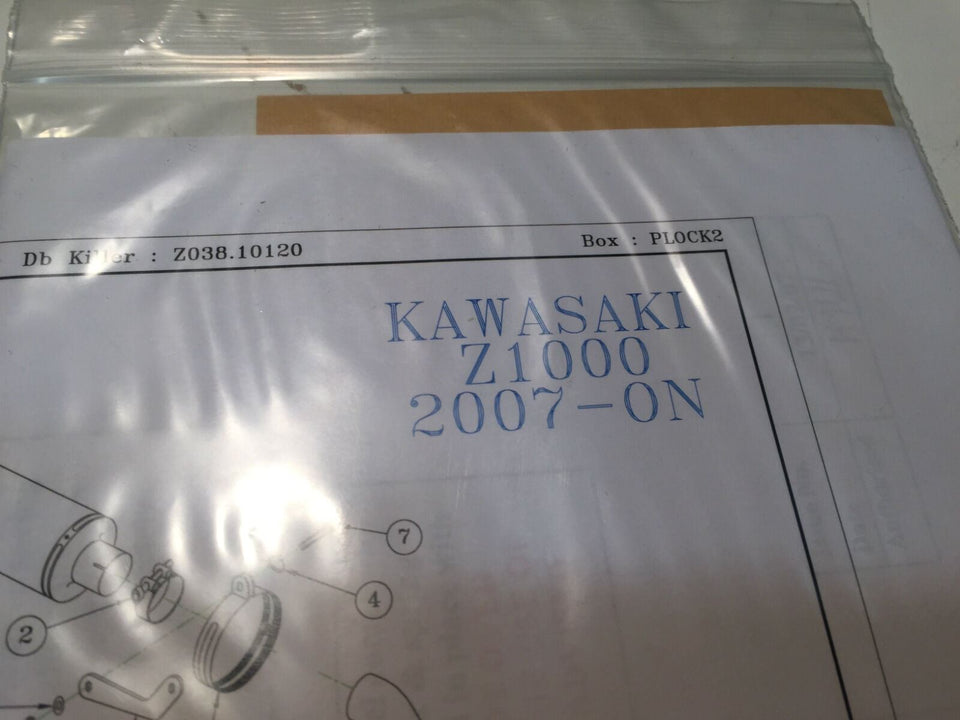 Db Killer : Z038.10120
Box : PLOCK2
KAWASAKI
Z1000
2007-ON
7
4
2